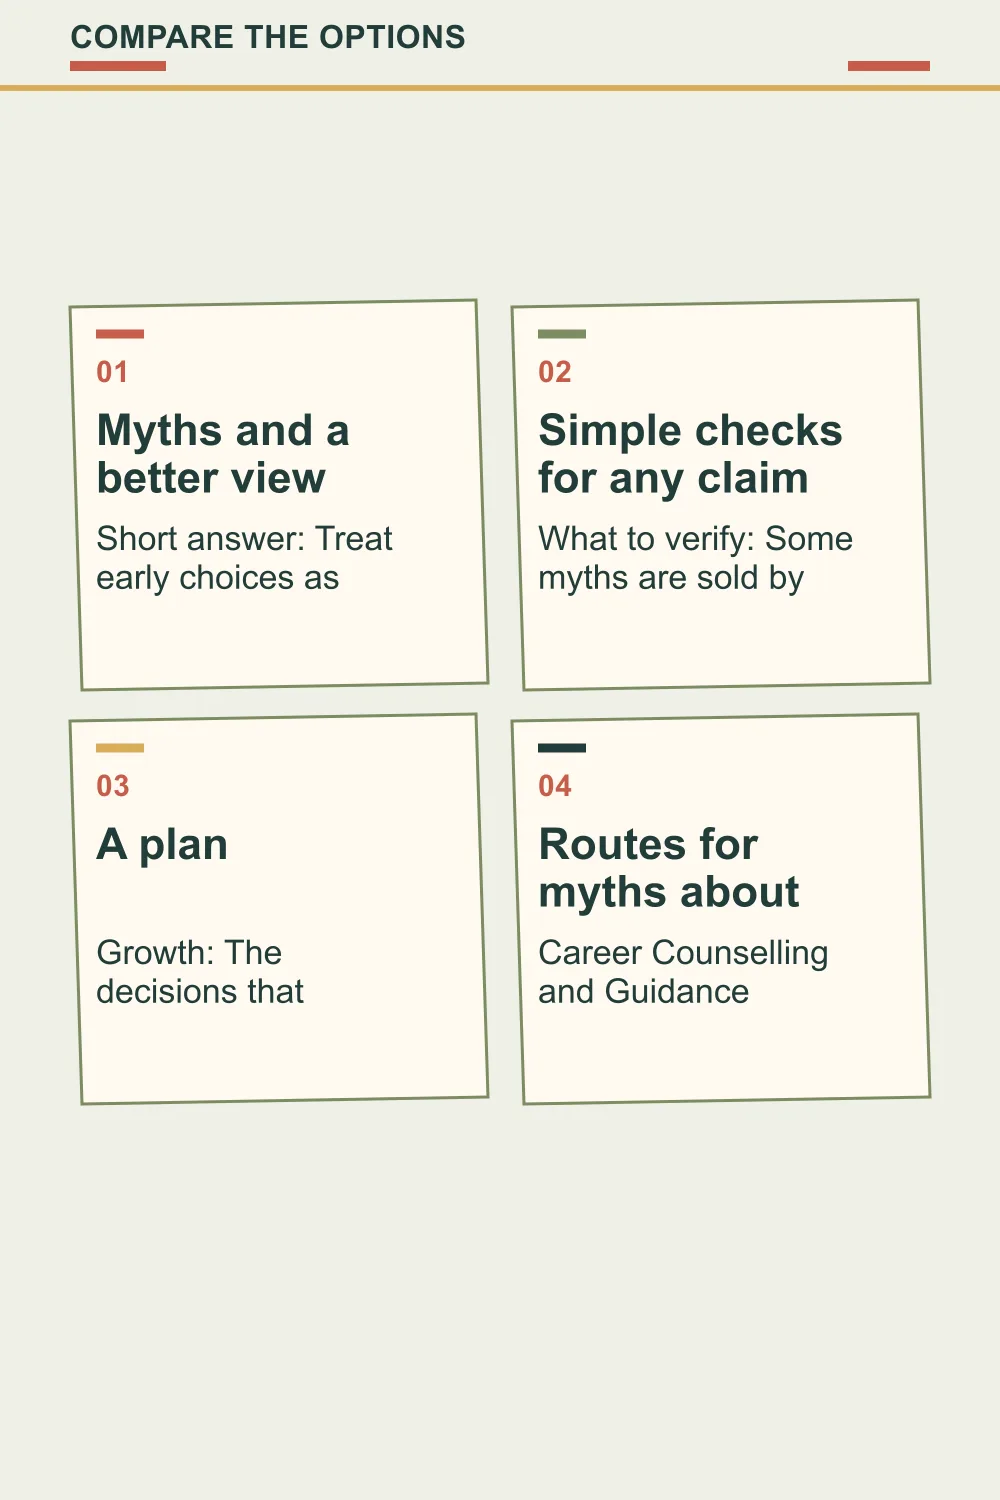 COMPARE THE OPTIONS
01
Myths and a
better view
Short answer: Treat
early choices as
02
Simple checks
for any claim
What to verify: Some
myths are sold by
03
A plan
Growth: The
decisions that
04
Routes for
myths about
Career Counselling
and Guidance